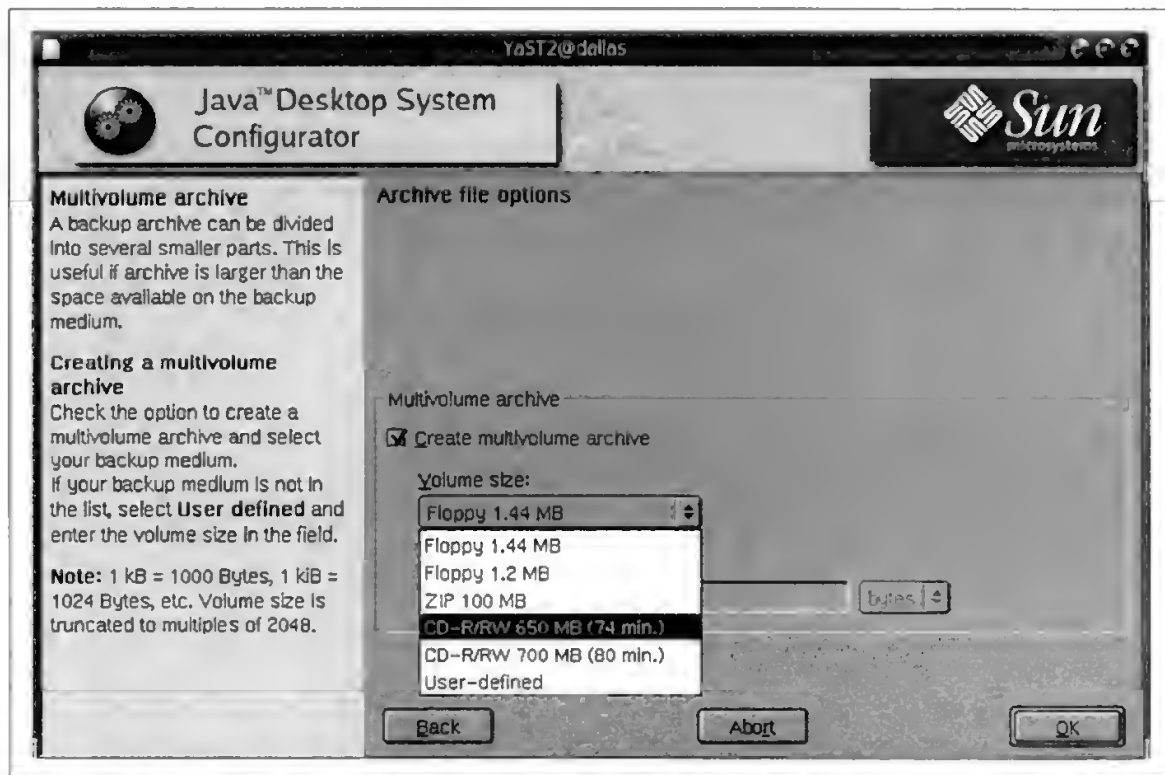 YaST2@dallas
Java™ Desktop System
Configurator
Sun
microsystems
Multivolume archive
A backup archive can be divided
into several smaller parts. This is
useful if archive is larger than the
space available on the backup
medium.
Creating a multivolume
archive
Check the option to create a
multivolume archive and select
your backup medium.
If your backup medium is not in
the list, select User defined and
enter the volume size in the field.
Note: 1 kB = 1000 Bytes, 1 kiB =
1024 Bytes, etc. Volume size is
truncated to multiples of 2048.
Archive file options
Multivolume archive
Create multivolume archive
Volume size:
Floppy 1.44 MB
Floppy 1.44 MB
Floppy 1.2 MB
ZIP 100 MB
CD-R/RW 650 MB (74 min.)
CD-R/RW 700 MB (80 min.)
User-defined
bytes
Back
Abort
OK